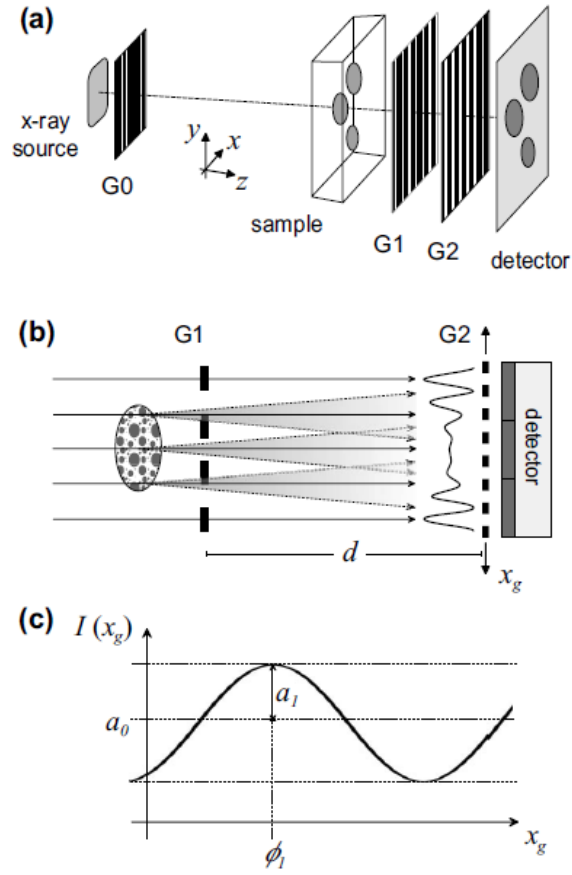 (a)
x-ray
source
G0
y
x
z
sample
G1
G2
detector
(b)
G1
G2
detector
d
x_g
(c)
I (x_g)
a_1
a_0
ϕ_1
x_g